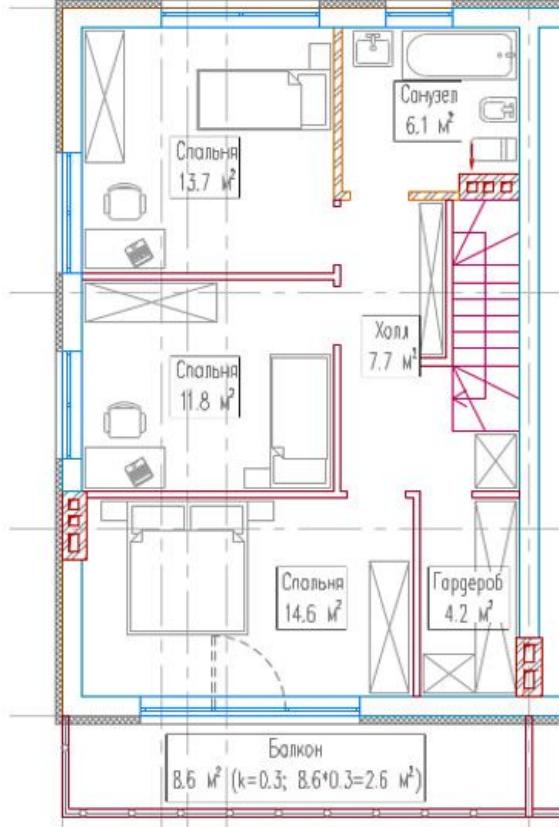 Санузел
6.1 м²
Спальня
13.7 м²
Холл
7.7 м²
Спальня
11.8 м²
Спальня
14.6 м²
Гардероб
4.2 м²
Балкон
8.6 м² (k=0.3; 8.6*0.3=2.6 м²)